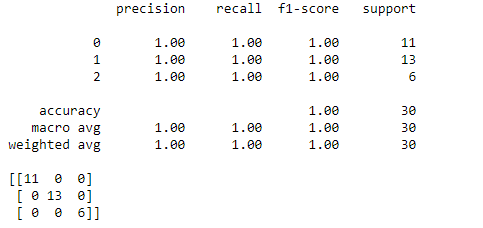 precision recall f1-score support
0 1.00 1.00 1.00 11
1 1.00 1.00 1.00 13
2 1.00 1.00 1.00 6
accuracy 1.00 30
macro avg 1.00 1.00 1.00 30
weighted avg 1.00 1.00 1.00 30
[[11 0 0]
[ 0 13 0]
[ 0 0 6]]